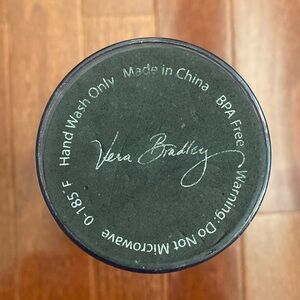 Hand Wash Only Made in China BPA Free Warning: Do Not Microwave 0-185 F
Vera Bradley